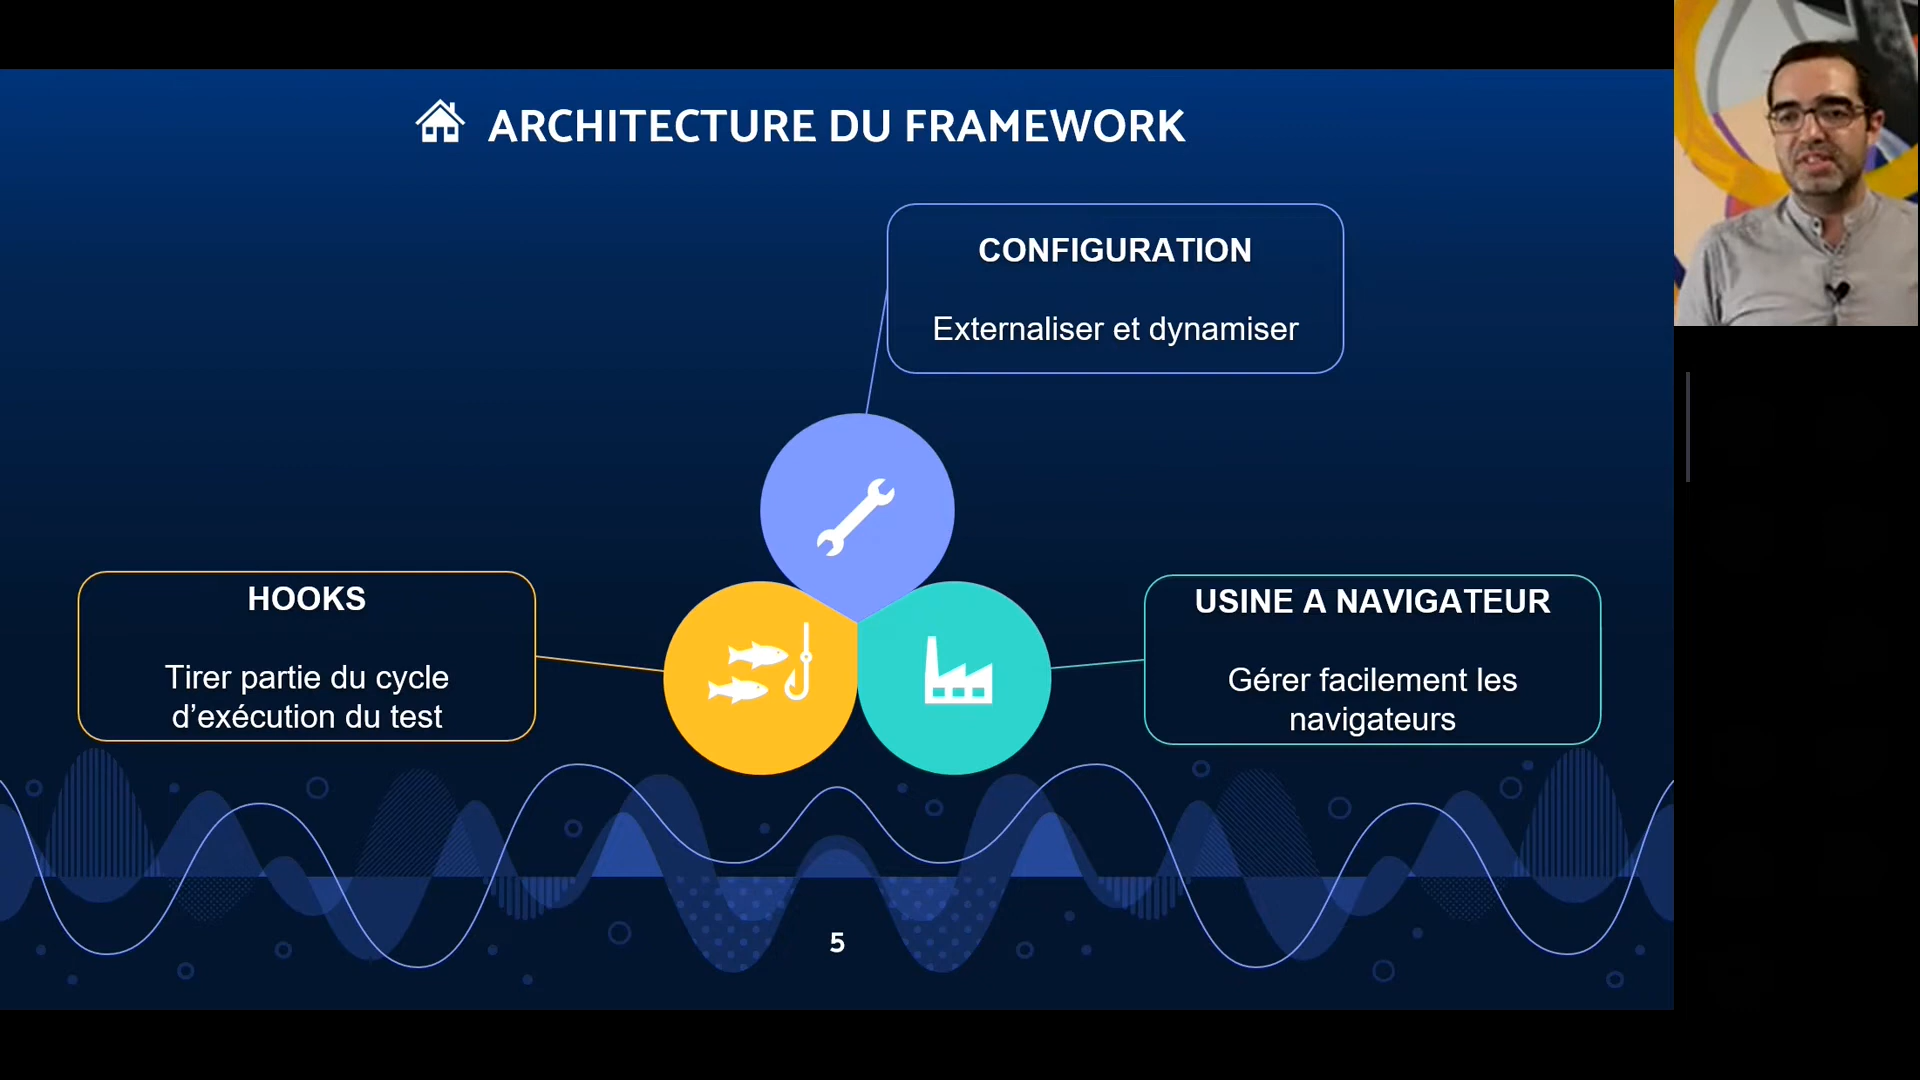 ARCHITECTURE DU FRAMEWORK
CONFIGURATION
Externaliser et dynamiser
HOOKS
Tirer partie du cycle
d’exécution du test
USINE A NAVIGATEUR
Gérer facilement les
navigateurs
5